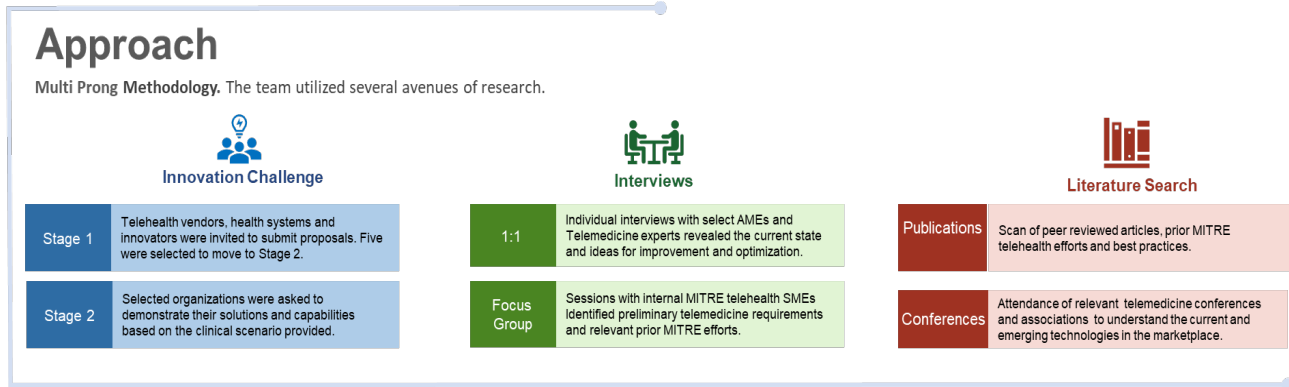 Approach
Multi Prong Methodology. The team utilized several avenues of research.
Innovation Challenge
Stage 1
Telehealth vendors, health systems and
innovators were invited to submit proposals. Five
were selected to move to Stage 2.
Stage 2
Selected organizations were asked to
demonstrate their solutions and capabilities
based on the clinical scenario provided.
Interviews
1:1
Individual interviews with select AMEs and
Telemedicine experts revealed the current state
and ideas for improvement and optimization.
Focus
Group
Sessions with internal MITRE telehealth SMEs
Identified preliminary telemedicine requirements
and relevant prior MITRE efforts.
Literature Search
Publications
Scan of peer reviewed articles, prior MITRE
telehealth efforts and best practices.
Conferences
Attendance of relevant telemedicine conferences
and associations to understand the current and
emerging technologies in the marketplace.